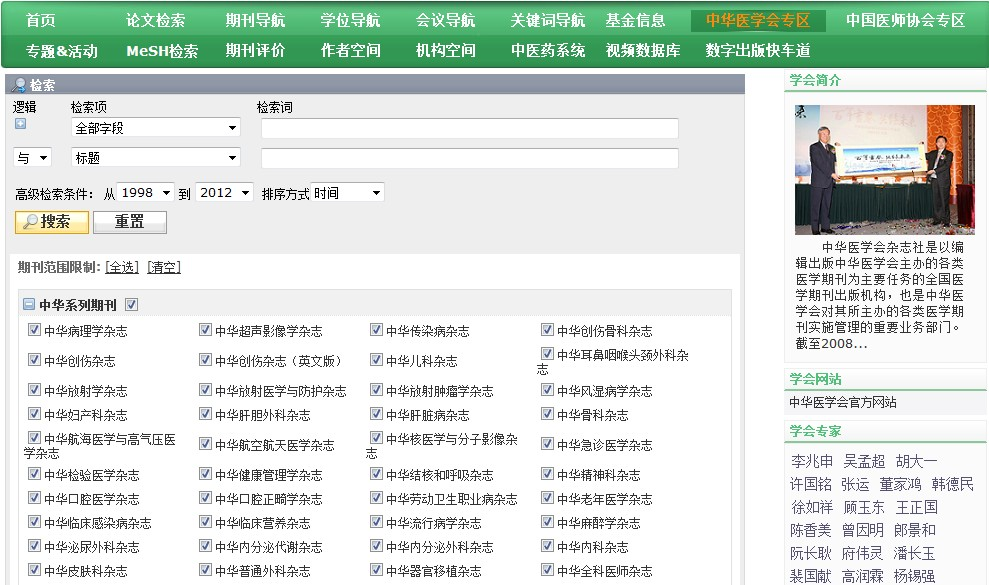 首页 论文检索 期刊导航 学位导航 会议导航 关键词导航 基金信息 中华医学会专区 中国医师协会专区
专题&活动 MeSH检索 期刊评价 作者空间 机构空间 中医药系统 视频数据库 数字出版快车道
检索
逻辑 检索项 检索词
全部字段
与 标题
高级检索条件: 从 1998 到 2012 排序方式 时间
搜索 重置
期刊范围限制: [全选] [清空]
中华系列期刊
中华病理学杂志 中华超声影像学杂志 中华传染病杂志 中华创伤骨科杂志
中华创伤杂志 中华创伤杂志（英文版） 中华儿科杂志 中华耳鼻咽喉头颈外科杂
志
中华放射学杂志 中华放射医学与防护杂志 中华放射肿瘤学杂志 中华风湿病学杂志
中华妇产科杂志 中华肝胆外科杂志 中华肝脏病杂志 中华骨科杂志
中华航海医学与高气压医 中华航空航天医学杂志 中华核医学与分子影像杂 中华急诊医学杂志
学杂志 志
中华检验医学杂志 中华健康管理学杂志 中华结核和呼吸杂志 中华精神科杂志
中华口腔医学杂志 中华口腔正畸学杂志 中华劳动卫生职业病杂志 中华老年医学杂志
中华临床感染病杂志 中华临床营养杂志 中华流行病学杂志 中华麻醉学杂志
中华泌尿外科杂志 中华内分泌代谢杂志 中华内分泌外科杂志 中华内科杂志
中华皮肤科杂志 中华普通外科杂志 中华器官移植杂志 中华全科医师杂志
学会简介
中华医学会杂志社是以编
辑出版中华医学会主办的各类
医学期刊为主要任务的全国医
学期刊出版机构，也是中华医
学会对其所主办的各类医学期
刊实施管理的重要业务部门。
截至2008...
学会网站
中华医学会官方网站
学会专家
李兆申 吴孟超 胡大一
许国铭 张运 董家鸿 韩德民
徐如祥 顾玉东 王正国
陈香美 曾因明 郎景和
阮长耿 府伟灵 潘长玉
裴国献 高润霖 杨锡强